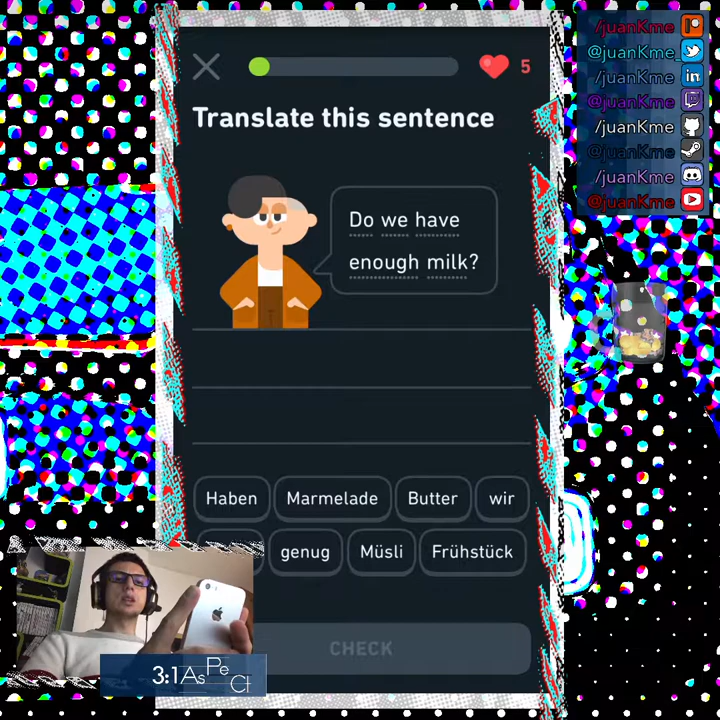 /juanKme
@juanKme_
/juanKme
@juanKme
/juanKme
@juanKme
/juanKme
@juanKme
5
Translate this sentence
Do we have
enough milk?
Haben Marmelade Butter wir
genug Müsli Frühstück
CHECK
3:1AsPeCt